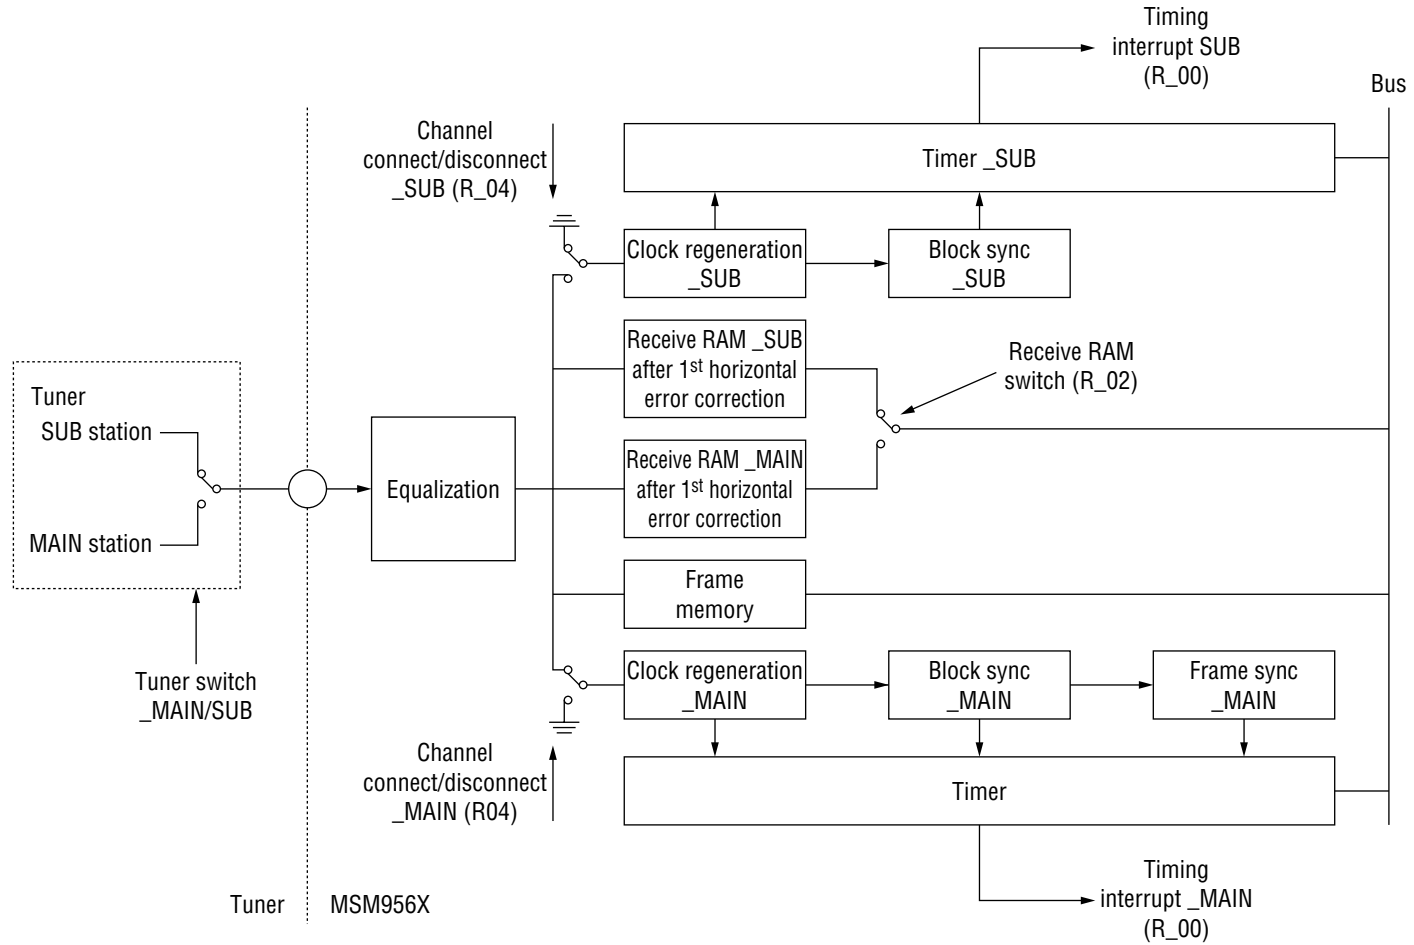 Timing
interrupt SUB
(R_00)
Bus
Channel
connect/disconnect
_SUB (R_04)
Timer _SUB
Clock regeneration
_SUB
Block sync
_SUB
Receive RAM _SUB
after 1st horizontal
error correction
Receive RAM
switch (R_02)
Tuner
SUB station
MAIN station
Equalization
Receive RAM _MAIN
after 1st horizontal
error correction
Frame
memory
Tuner switch
_MAIN/SUB
Clock regeneration
_MAIN
Block sync
_MAIN
Frame sync
_MAIN
Channel
connect/disconnect
_MAIN (R04)
Timer
Timing
interrupt _MAIN
(R_00)
Tuner
MSM956X